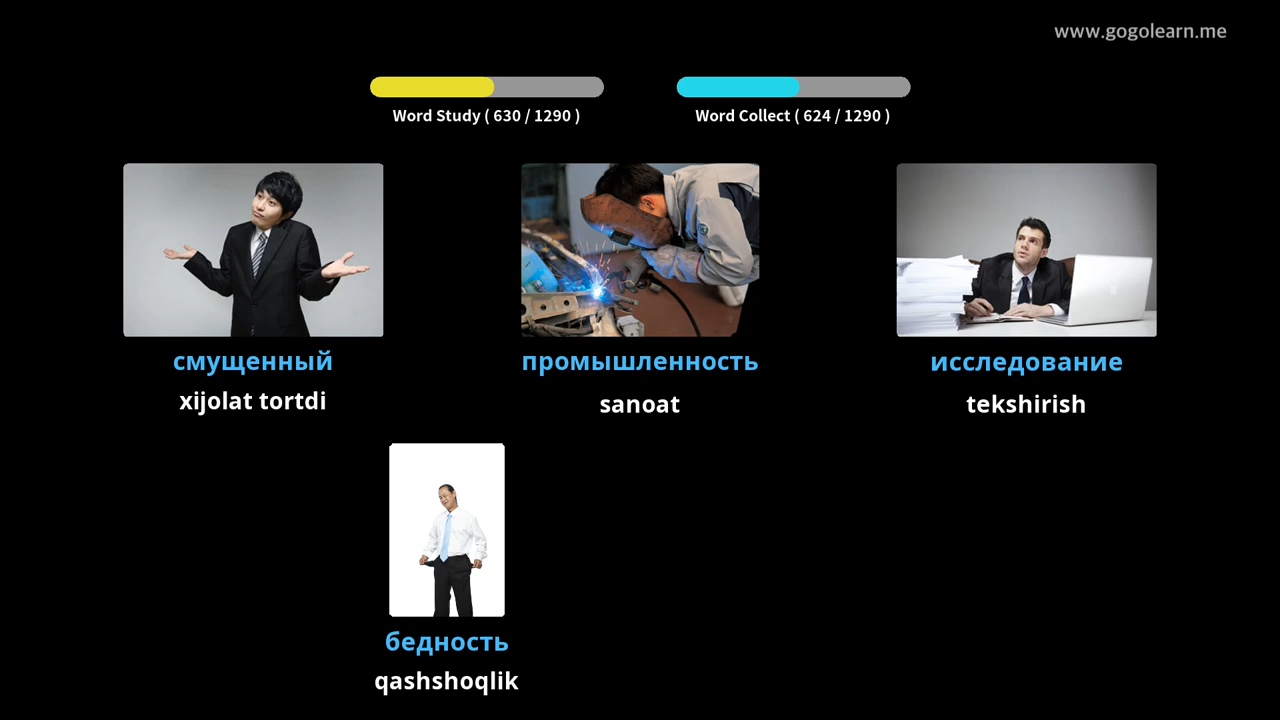 www.gogolearn.me
Word Study ( 630 / 1290 )
Word Collect ( 624 / 1290 )
смущенный
промышленность
исследование
xijolat tortdi
sanoat
tekshirish
бедность
qashshoqlik